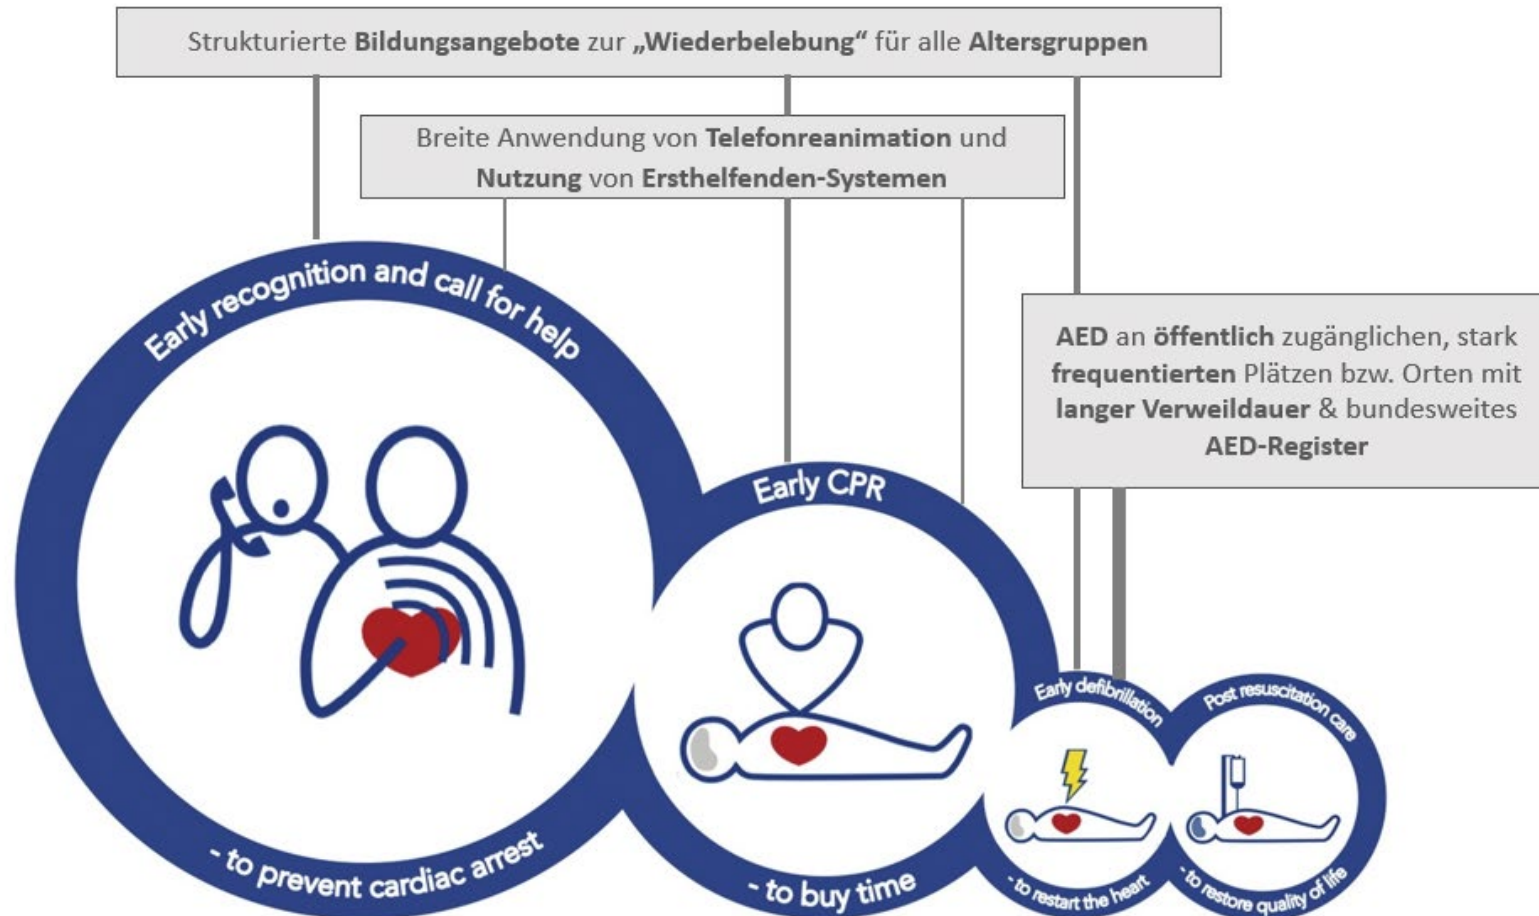 Strukturierte Bildungsangebote zur „Wiederbelebung“ für alle Altersgruppen
Breite Anwendung von Telefonreanimation und
Nutzung von Ersthelfenden-Systemen
AED an öffentlich zugänglichen, stark
frequentierten Plätzen bzw. Orten mit
langer Verweildauer & bundesweites
AED-Register
Early recognition and call for help
- to prevent cardiac arrest
Early CPR
- to buy time
Early defibrillation
- to restart the heart
Post resuscitation care
- to restore quality of life